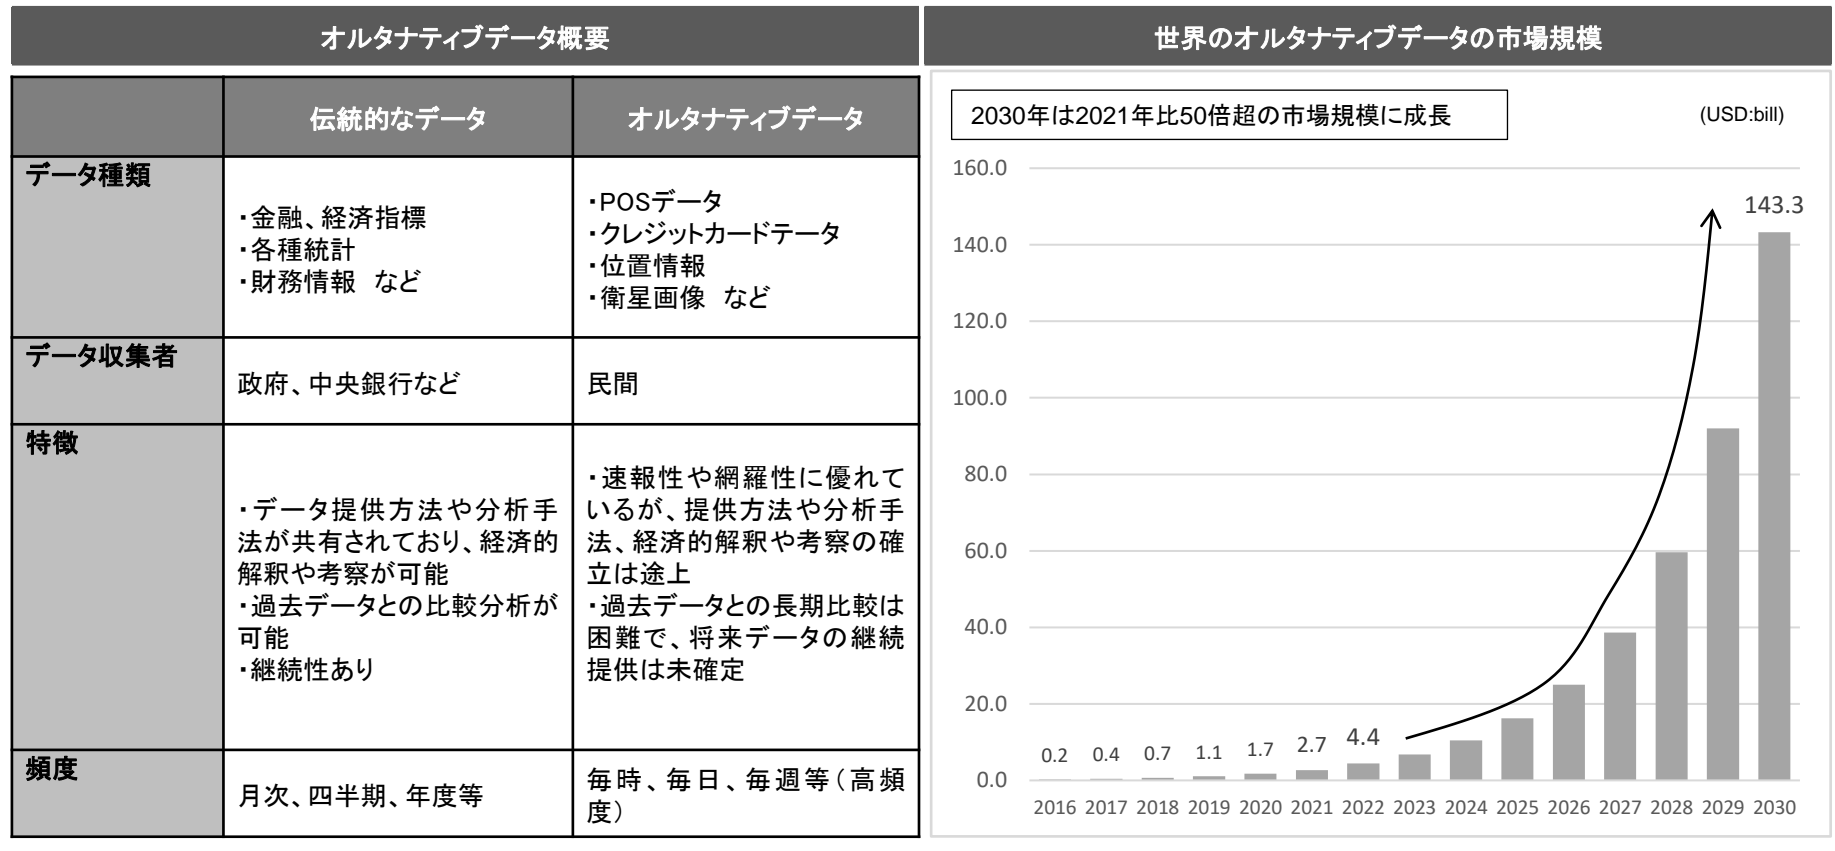 オルタナティブデータ概要
伝統的なデータ
オルタナティブデータ
データ種類
・金融、経済指標
・各種統計
・財務情報　など
・POSデータ
・クレジットカードテータ
・位置情報
・衛星画像　など
データ収集者
政府、中央銀行など
民間
特徴
・データ提供方法や分析手
法が共有されており、経済的
解釈や考察が可能
・過去データとの比較分析が
可能
・継続性あり
・速報性や網羅性に優れて
いるが、提供方法や分析手
法、経済的解釈や考察の確
立は途上
・過去データとの長期比較は
困難で、将来データの継続
提供は未確定
頻度
月次、四半期、年度等
毎時、毎日、毎週等（高頻
度）
世界のオルタナティブデータの市場規模
2030年は2021年比50倍超の市場規模に成長
(USD:bill)
160.0
140.0
120.0
100.0
80.0
60.0
40.0
20.0
0.0
0.2 0.4 0.7 1.1 1.7 2.7 4.4 143.3
2016 2017 2018 2019 2020 2021 2022 2023 2024 2025 2026 2027 2028 2029 2030